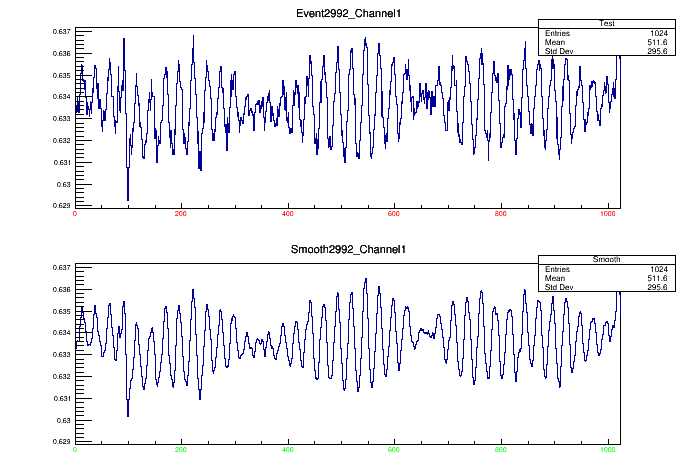 Event2992_Channel1
Test
Entries 1024
Mean 511.6
Std Dev 295.6
0.637
0.636
0.635
0.634
0.633
0.632
0.631
0.63
0.629
0 200 400 600 800 1000
Smooth2992_Channel1
Smooth
Entries 1024
Mean 511.6
Std Dev 295.6
0.637
0.636
0.635
0.634
0.633
0.632
0.631
0.63
0.629
0 200 400 600 800 1000